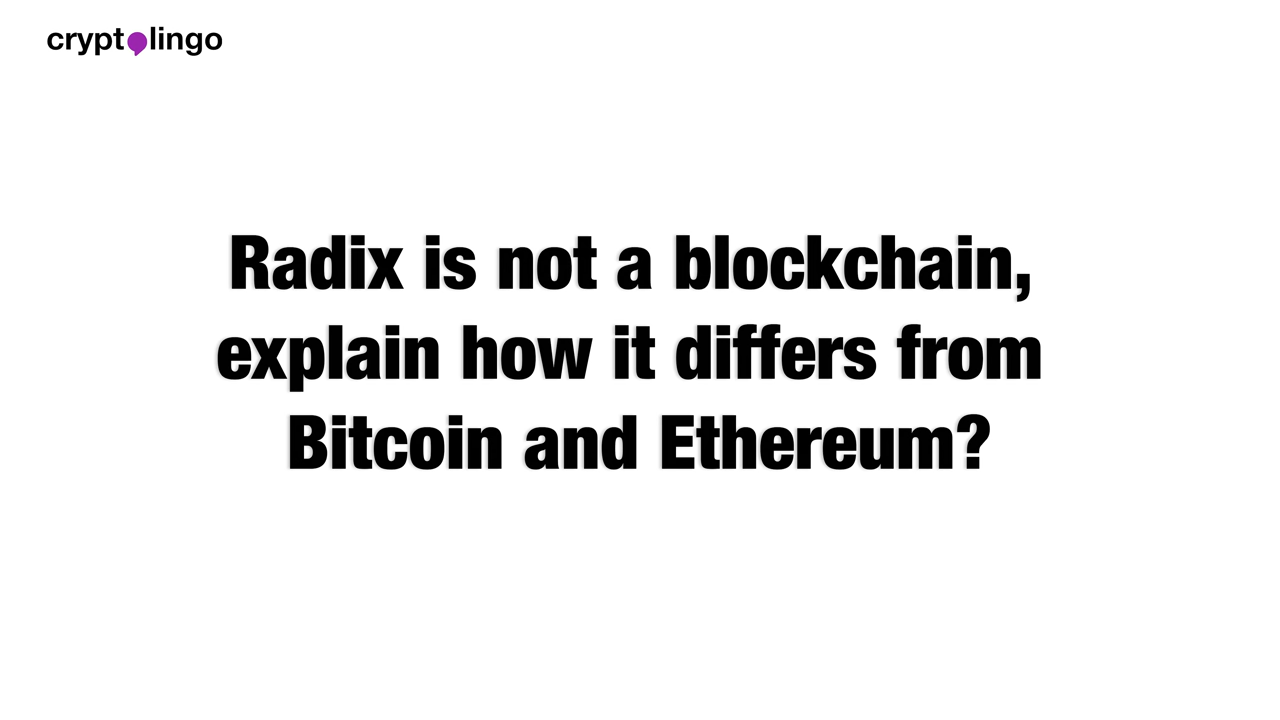 cryptolingo
Radix is not a blockchain,
explain how it differs from
Bitcoin and Ethereum?